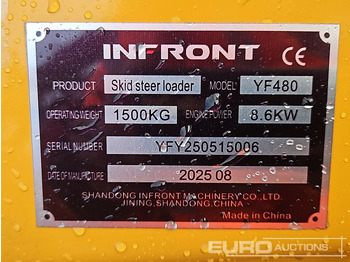 INFRONT CE
PRODUCT Skid steer loader MODEL YF480
OPERATING WEIGHT 1500KG ENGINE POWER 8.6KW
SERIAL NUMBER YFY250515006
DATE OF MANUFACTURE 2025 08
SHANDONG INFRONT MACHINERY CO.,LTD.
JINING,SHANDONG,CHINA
Made in China
EURO AUCTIONS